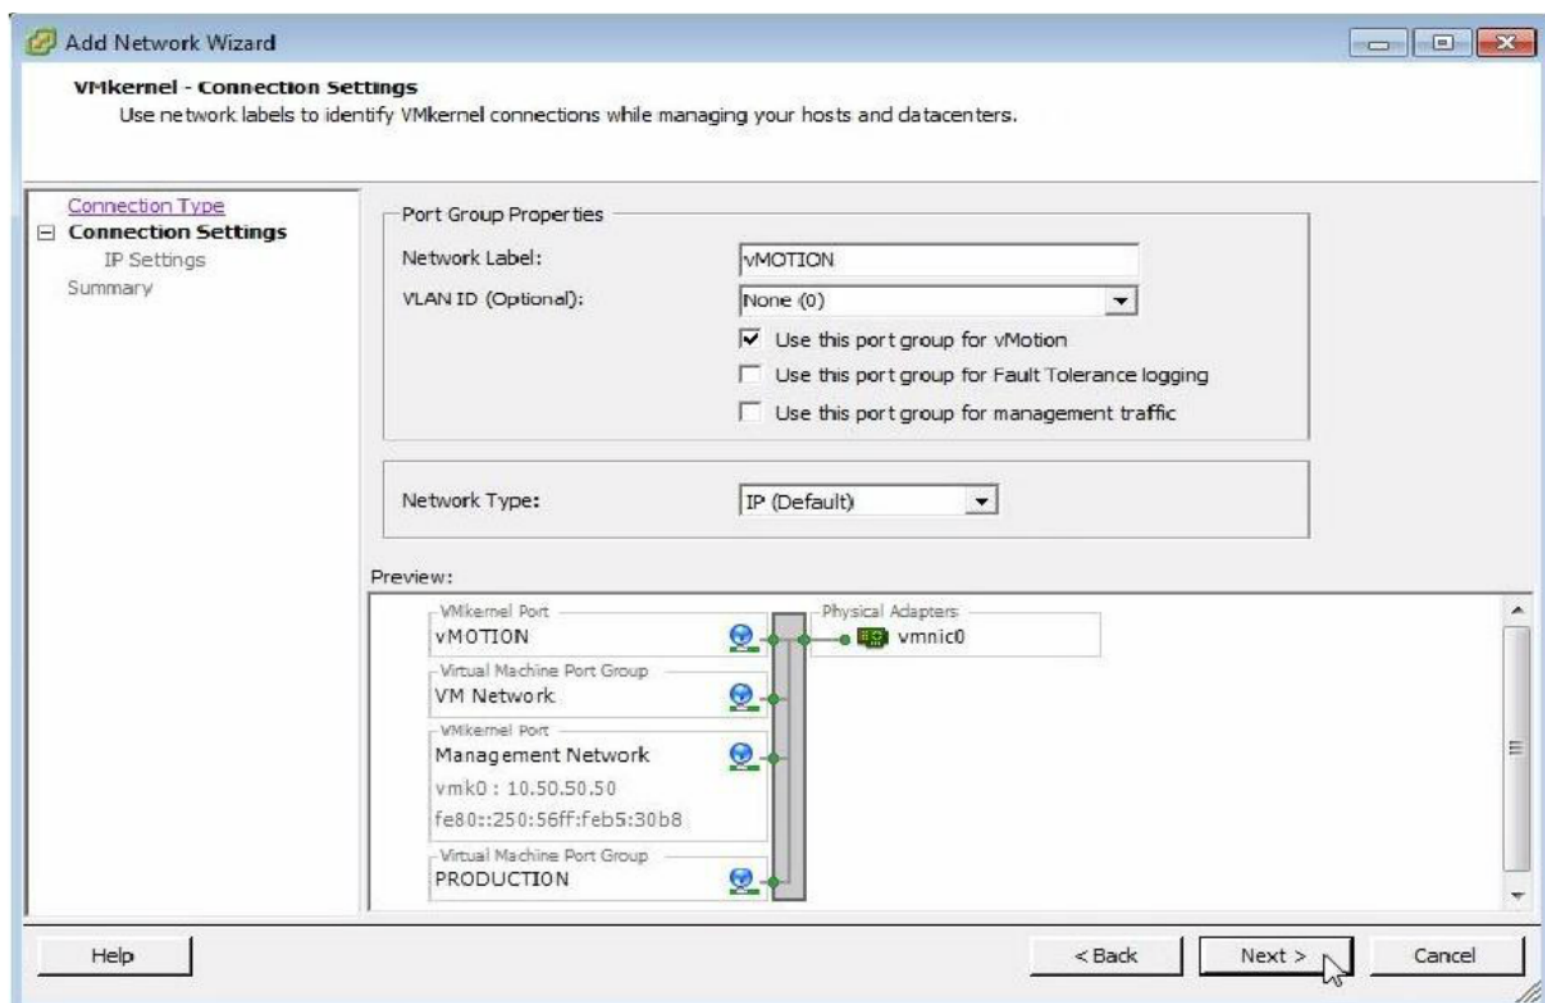 Add Network Wizard
VMkernel - Connection Settings
Use network labels to identify VMkernel connections while managing your hosts and datacenters.
Connection Type
Connection Settings
IP Settings
Summary
Port Group Properties
Network Label:
vMOTION
VLAN ID (Optional):
None (0)
Use this port group for vMotion
Use this port group for Fault Tolerance logging
Use this port group for management traffic
Network Type:
IP (Default)
Preview:
VMkernel Port
vMOTION
Physical Adapters
vmnic0
Virtual Machine Port Group
VM Network
VMkernel Port
Management Network
vmk0 : 10.50.50.50
fe80::250:56ff:feb5:30b8
Virtual Machine Port Group
PRODUCTION
Help
< Back
Next >
Cancel